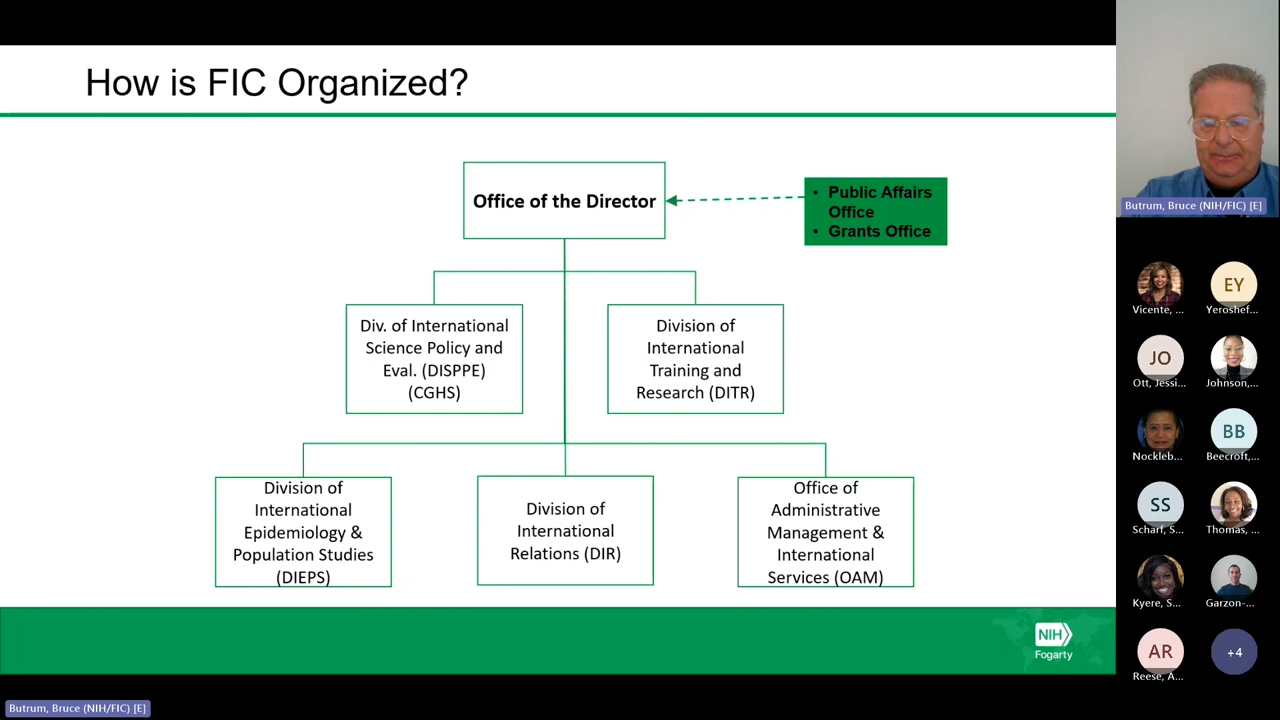 How is FIC Organized?
Office of the Director
• Public Affairs
Office
• Grants Office
Div. of International
Science Policy and
Eval. (DISPPE)
(CGHS)
Division of
International
Training and
Research (DITR)
Division of
International
Epidemiology &
Population Studies
(DIEPS)
Division of
International
Relations (DIR)
Office of
Administrative
Management &
International
Services (OAM)
NIH
Fogarty
Butrum, Bruce (NIH/FIC) [E]
Butrum, Bruce (NIH/FIC) [E]
Vicente, ...
EY
Yeroshef...
JO
Ott, Jessi...
Johnson,...
Nockleb...
BB
Beecroft,...
SS
Scharf, S...
Thomas, ...
Kyere, S...
Garzon-...
AR
Reese, A...
+4